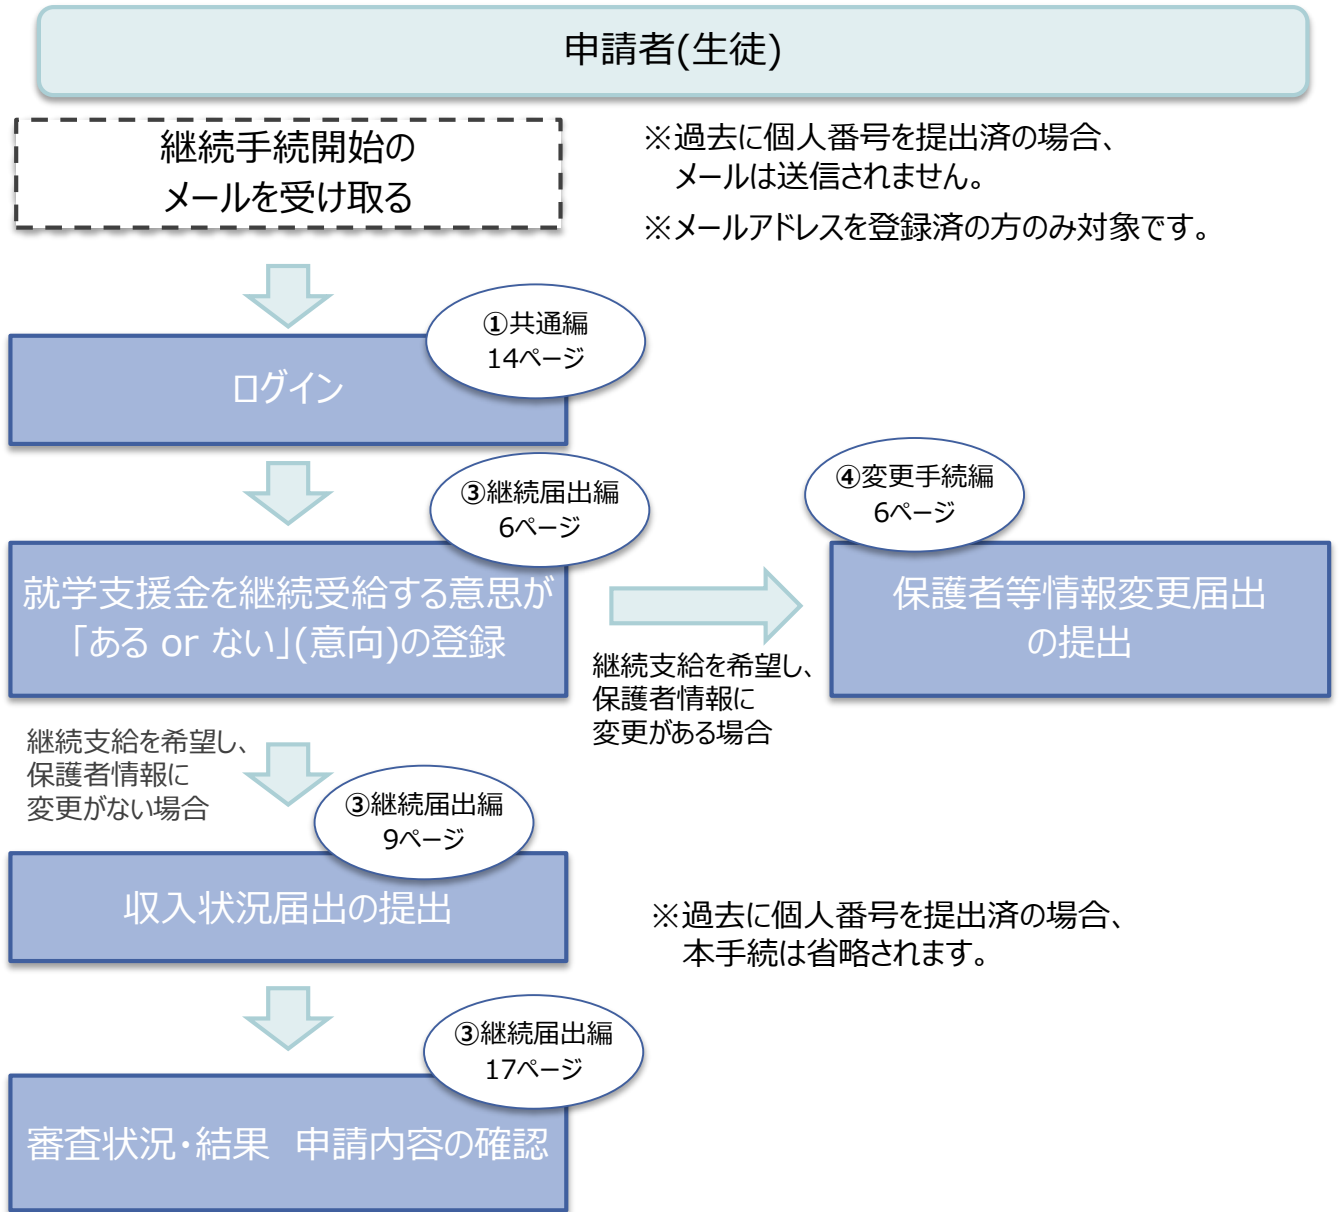 申請者(生徒)
継続手続開始の
メールを受け取る
※過去に個人番号を提出済の場合、
メールは送信されません。
※メールアドレスを登録済の方のみ対象です。
①共通編
14ページ
ログイン
③継続届出編
6ページ
④変更手続編
6ページ
就学支援金を継続受給する意思が
「ある or ない」(意向)の登録
保護者等情報変更届出
の提出
継続支給を希望し、
保護者情報に
変更がある場合
継続支給を希望し、
保護者情報に
変更がない場合
③継続届出編
9ページ
収入状況届出の提出
※過去に個人番号を提出済の場合、
本手続は省略されます。
③継続届出編
17ページ
審査状況・結果　申請内容の確認